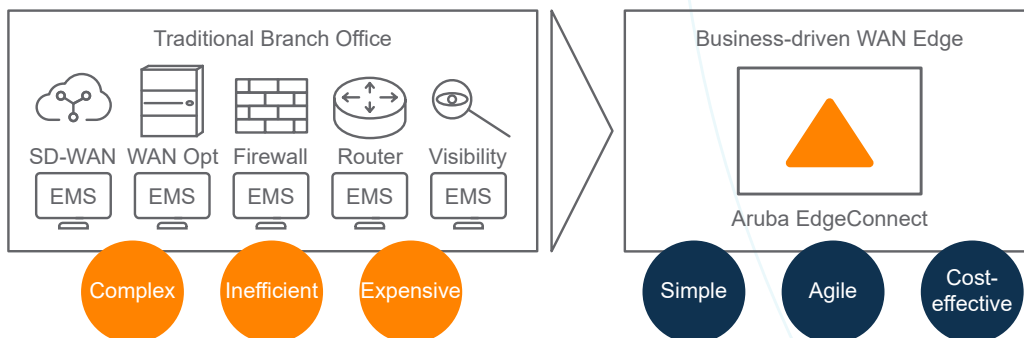 Traditional Branch Office
SD-WAN WAN Opt Firewall Router Visibility
EMS EMS EMS EMS EMS
Complex Inefficient Expensive
Business-driven WAN Edge
Aruba EdgeConnect
Simple Agile Cost-
effective